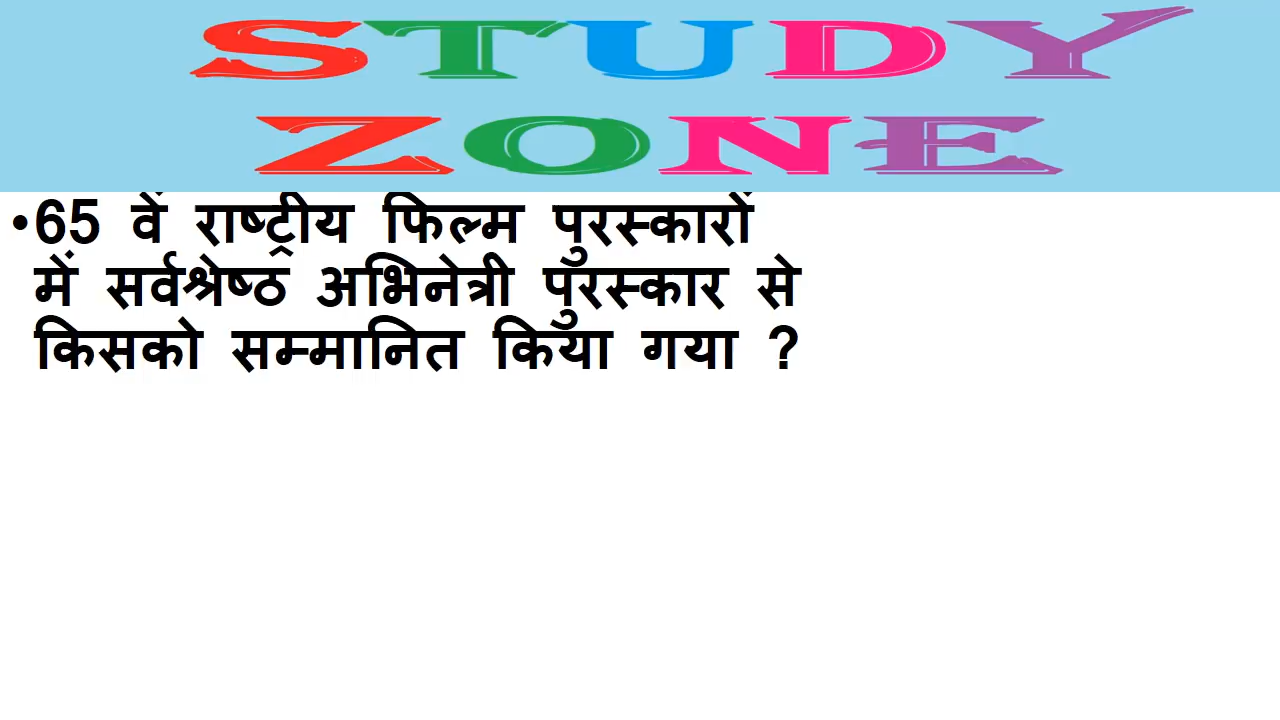 STUDY
ZONE
•65 वें राष्ट्रीय फिल्म पुरस्कारों
में सर्वश्रेष्ठ अभिनेत्री पुरस्कार से
किसको सम्मानित किया गया ?